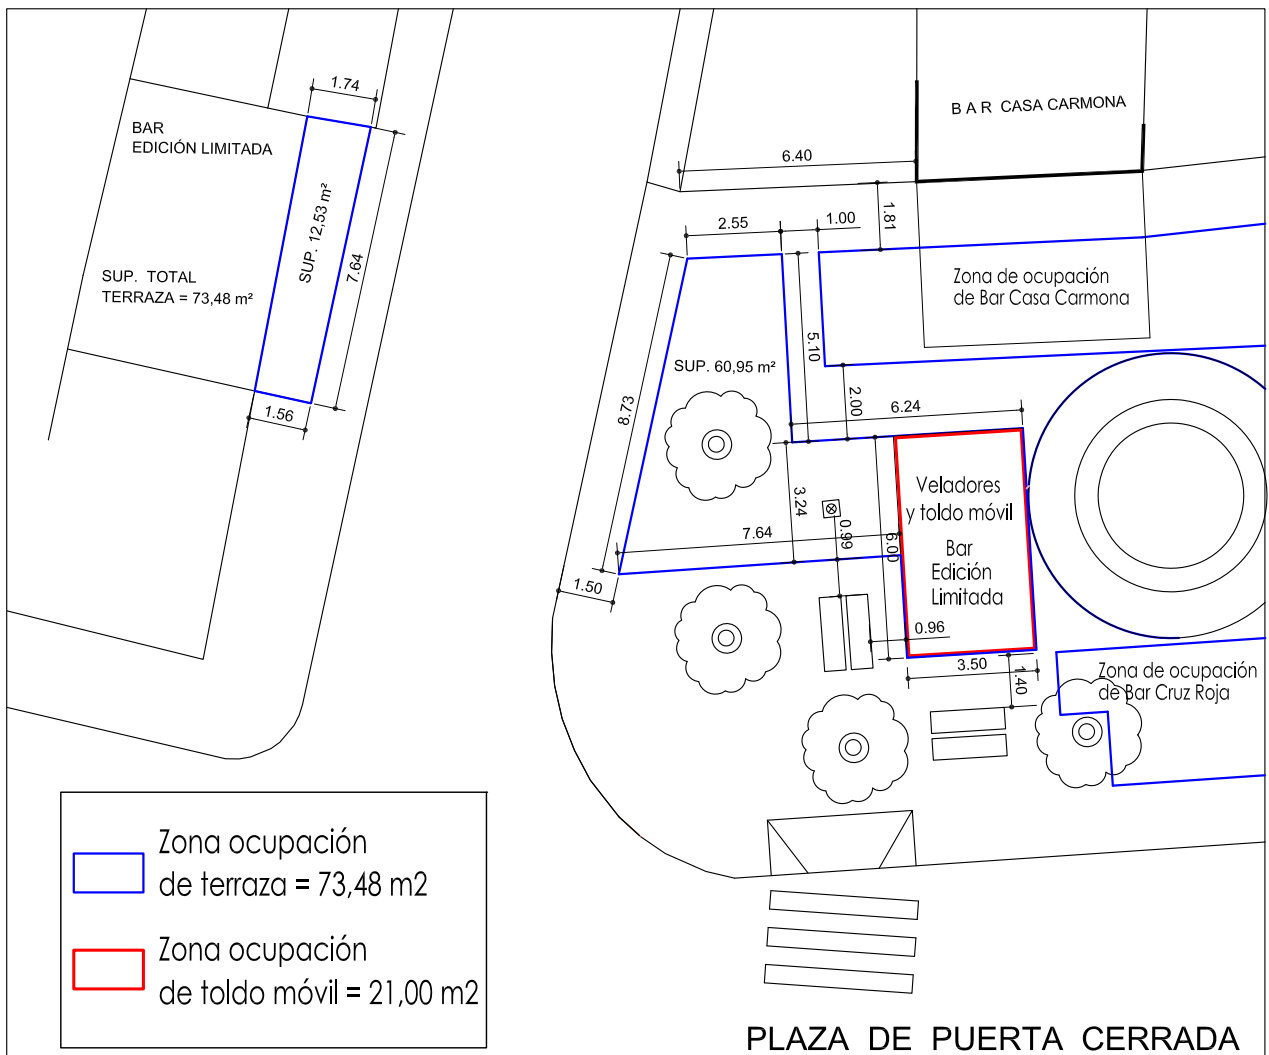 1.74
BAR
EDICIÓN LIMITADA
SUP. 12,53 m²
7.64
SUP. TOTAL
TERRAZA = 73,48 m²
1.56
B A R CASA CARMONA
6.40
1.81
2.55
1.00
Zona de ocupación
de Bar Casa Carmona
5.10
SUP. 60,95 m²
2.00
8.73
6.24
3.24
Veladores
y toldo móvil
Bar
Edición
Limitada
0.99
6.00
7.64
1.50
0.96
3.50
1.40
Zona de ocupación
de Bar Cruz Roja
Zona ocupación
de terraza = 73,48 m2
Zona ocupación
de toldo móvil = 21,00 m2
PLAZA DE PUERTA CERRADA